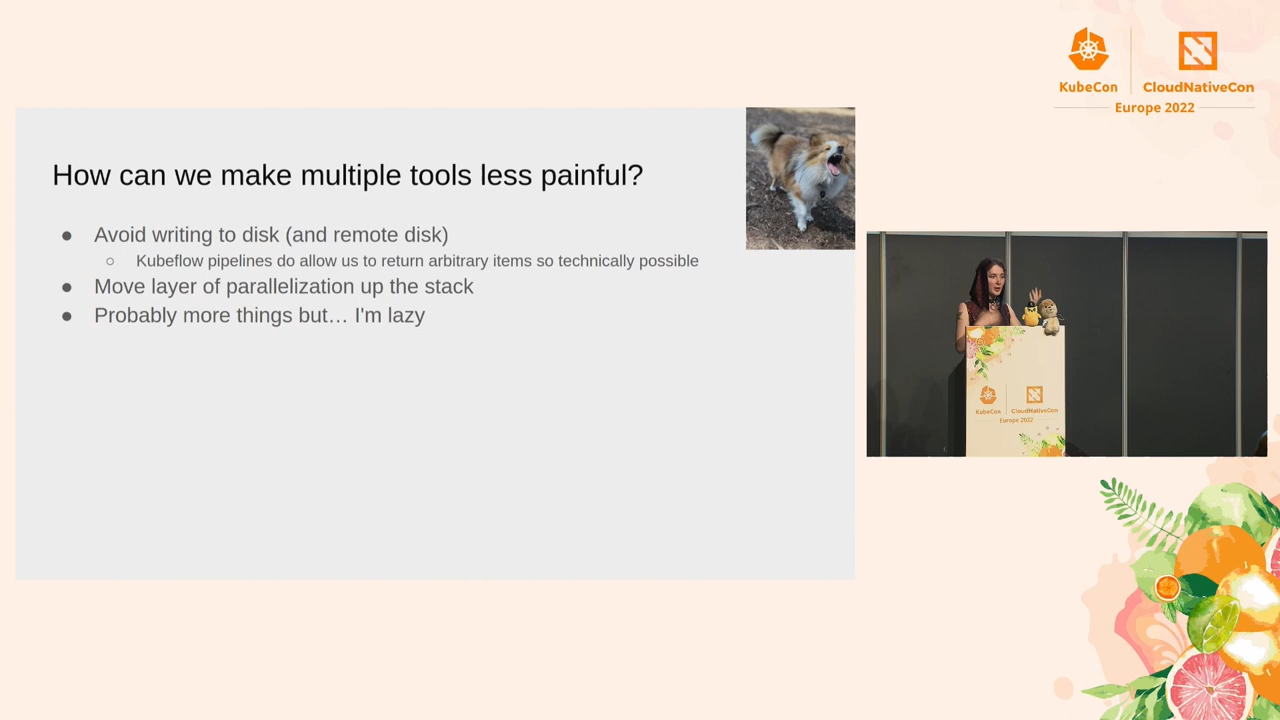 KubeCon
CloudNativeCon
Europe 2022
How can we make multiple tools less painful?
● Avoid writing to disk (and remote disk)
○ Kubeflow pipelines do allow us to return arbitrary items so technically possible
● Move layer of parallelization up the stack
● Probably more things but… I'm lazy
KubeCon
CloudNativeCon
Europe 2022